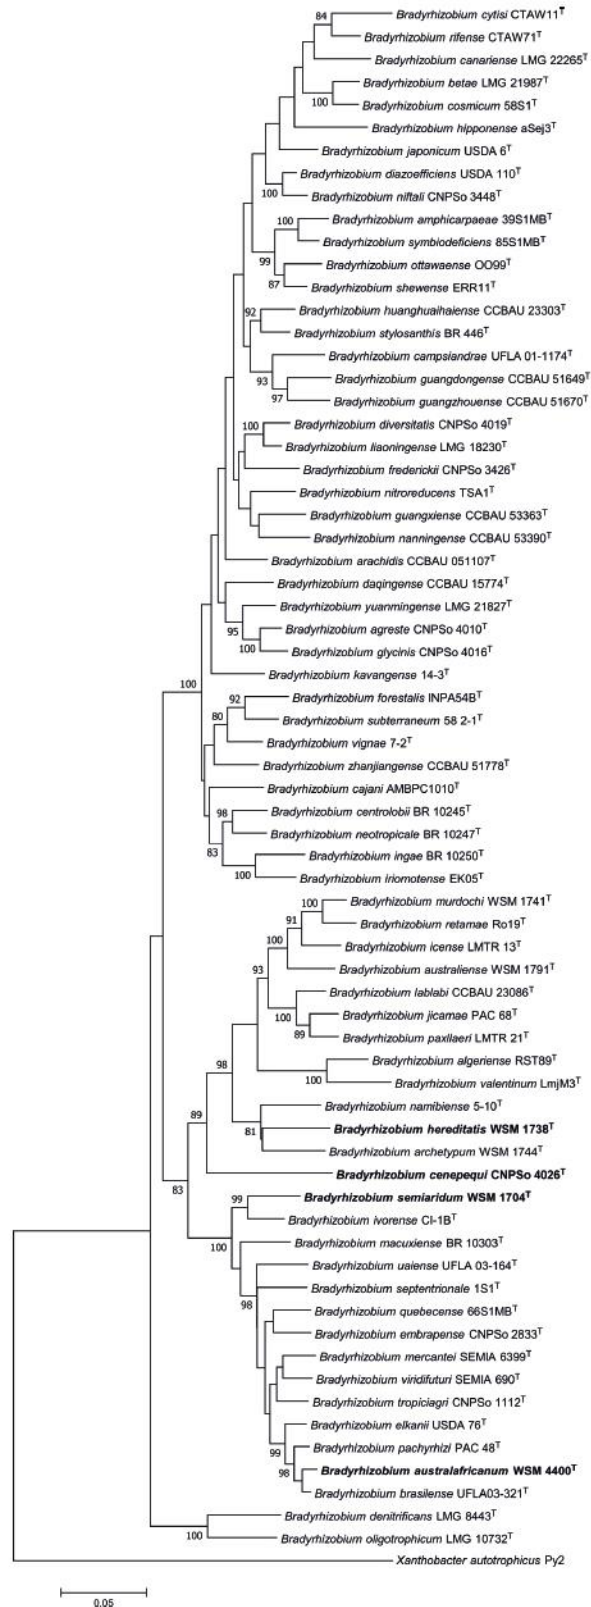 84
Bradyrhizobium cytisi CTAW11T
Bradyrhizobium rifense CTAW71T
Bradyrhizobium canariense LMG 22265T
Bradyrhizobium betae LMG 21987T
100
Bradyrhizobium cosmicum 58S1T
Bradyrhizobium hipponense aSej3T
Bradyrhizobium japonicum USDA 6T
Bradyrhizobium diazoefficiens USDA 110T
100
Bradyrhizobium niftali CNPSo 3448T
100
Bradyrhizobium amphicarpaeae 39S1MBT
Bradyrhizobium symbiodeficiens 85S1MBT
99
Bradyrhizobium ottawaense OO99T
87
Bradyrhizobium shewense ERR11T
92
Bradyrhizobium huanghuaihaiense CCBAU 23303T
Bradyrhizobium stylosanthis BR 446T
Bradyrhizobium campsiandrae UFLA 01-1174T
93
Bradyrhizobium guangdongense CCBAU 51649T
97
Bradyrhizobium guangzhouense CCBAU 51670T
100
Bradyrhizobium diversitatis CNPSo 4019T
Bradyrhizobium liaoningense LMG 18230T
Bradyrhizobium frederickii CNPSo 3426T
Bradyrhizobium nitroreducens TSA1T
Bradyrhizobium guangxiense CCBAU 53363T
Bradyrhizobium nanningense CCBAU 53390T
Bradyrhizobium arachidis CCBAU 051107T
Bradyrhizobium daqingense CCBAU 15774T
Bradyrhizobium yuanmingense LMG 21827T
95
Bradyrhizobium agreste CNPSo 4010T
100
Bradyrhizobium glycinis CNPSo 4016T
Bradyrhizobium kavangense 14-3T
100
92
Bradyrhizobium forestalis INPA54BT
80
Bradyrhizobium subterraneum 58 2-1T
Bradyrhizobium vignae 7-2T
Bradyrhizobium zhanjiangense CCBAU 51778T
Bradyrhizobium cajani AMBPC1010T
98
Bradyrhizobium centrolobii BR 10245T
Bradyrhizobium neotropicale BR 10247T
83
Bradyrhizobium ingae BR 10250T
100
Bradyrhizobium iriomotense EK05T
100
Bradyrhizobium murdochi WSM 1741T
91
Bradyrhizobium retamae Ro19T
100
Bradyrhizobium icense LMTR 13T
93
Bradyrhizobium australiense WSM 1791T
Bradyrhizobium lablabi CCBAU 23086T
100
Bradyrhizobium jicamae PAC 68T
89
Bradyrhizobium paxllaeri LMTR 21T
98
Bradyrhizobium algeriense RST89T
100
Bradyrhizobium valentinum LmjM3T
Bradyrhizobium namibiense 5-10T
89
81
Bradyrhizobium hereditatis WSM 1738T
Bradyrhizobium archetypum WSM 1744T
Bradyrhizobium cenepequi CNPSo 4026T
83
99
Bradyrhizobium semiaridum WSM 1704T
Bradyrhizobium ivorense CI-1BT
100
Bradyrhizobium macuxiense BR 10303T
Bradyrhizobium uaiense UFLA 03-164T
98
Bradyrhizobium septentrionale 1S1T
Bradyrhizobium quebecense 66S1MBT
Bradyrhizobium embrapense CNPSo 2833T
Bradyrhizobium mercantei SEMIA 6399T
Bradyrhizobium viridifuturi SEMIA 690T
Bradyrhizobium tropiciagri CNPSo 1112T
Bradyrhizobium elkanii USDA 76T
99
Bradyrhizobium pachyrhizi PAC 48T
98
Bradyrhizobium australafricanum WSM 4400T
Bradyrhizobium brasilense UFLA03-321T
Bradyrhizobium denitrificans LMG 8443T
100
Bradyrhizobium oligotrophicum LMG 10732T
Xanthobacter autotrophicus Py2
0.05